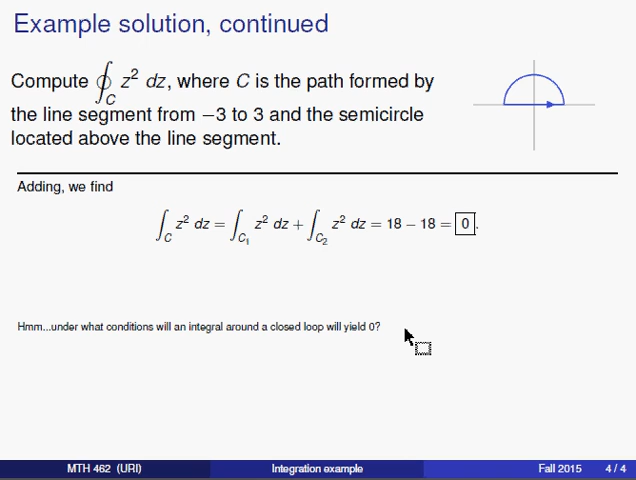 Example solution, continued
Compute ∮_C z² dz, where C is the path formed by
the line segment from −3 to 3 and the semicircle
located above the line segment.
Adding, we find
∫_C z² dz = ∫_C₁ z² dz + ∫_C₂ z² dz = 18 − 18 = 0.
Hmm...under what conditions will an integral around a closed loop will yield 0?
MTH 462 (URI) Integration example Fall 2015 4 / 4